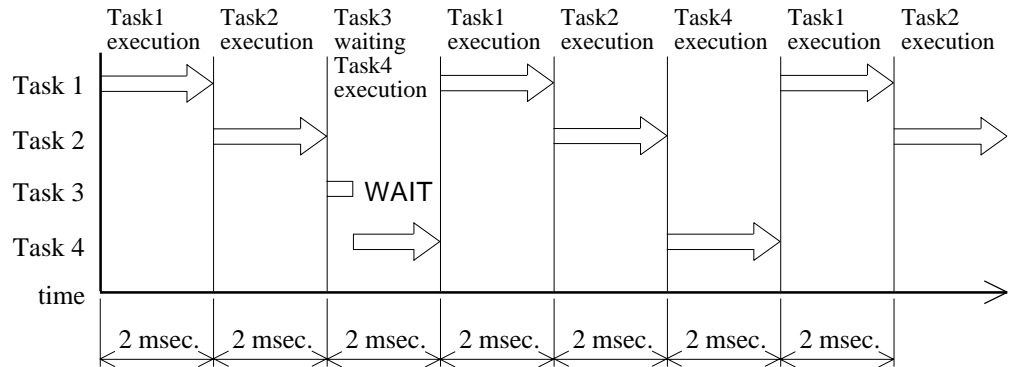 Task1 execution
Task2 execution
Task3 waiting
Task4 execution
Task1 execution
Task2 execution
Task4 execution
Task1 execution
Task2 execution
Task 1
Task 2
Task 3
WAIT
Task 4
time
2 msec.
2 msec.
2 msec.
2 msec.
2 msec.
2 msec.
2 msec.